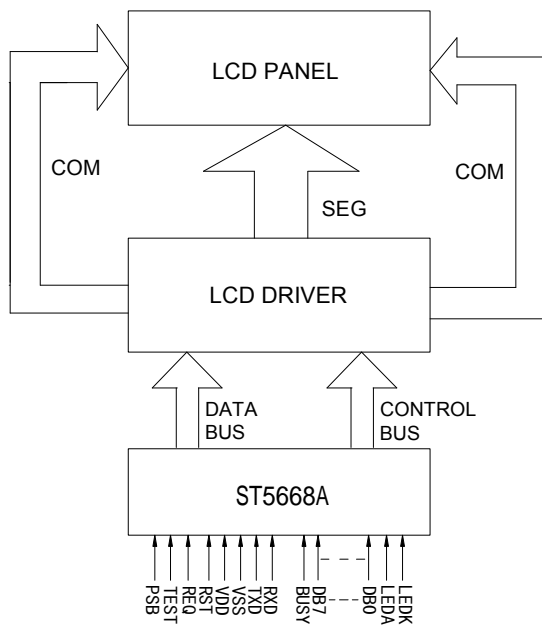 LCD PANEL
COM
COM
SEG
LCD DRIVER
DATA
BUS
CONTROL
BUS
ST5668A
PSB
TEST
REQ
RST
VDD
VSS
TXD
RXD
BUSY
DB7
DB0
LEDA
LEDK